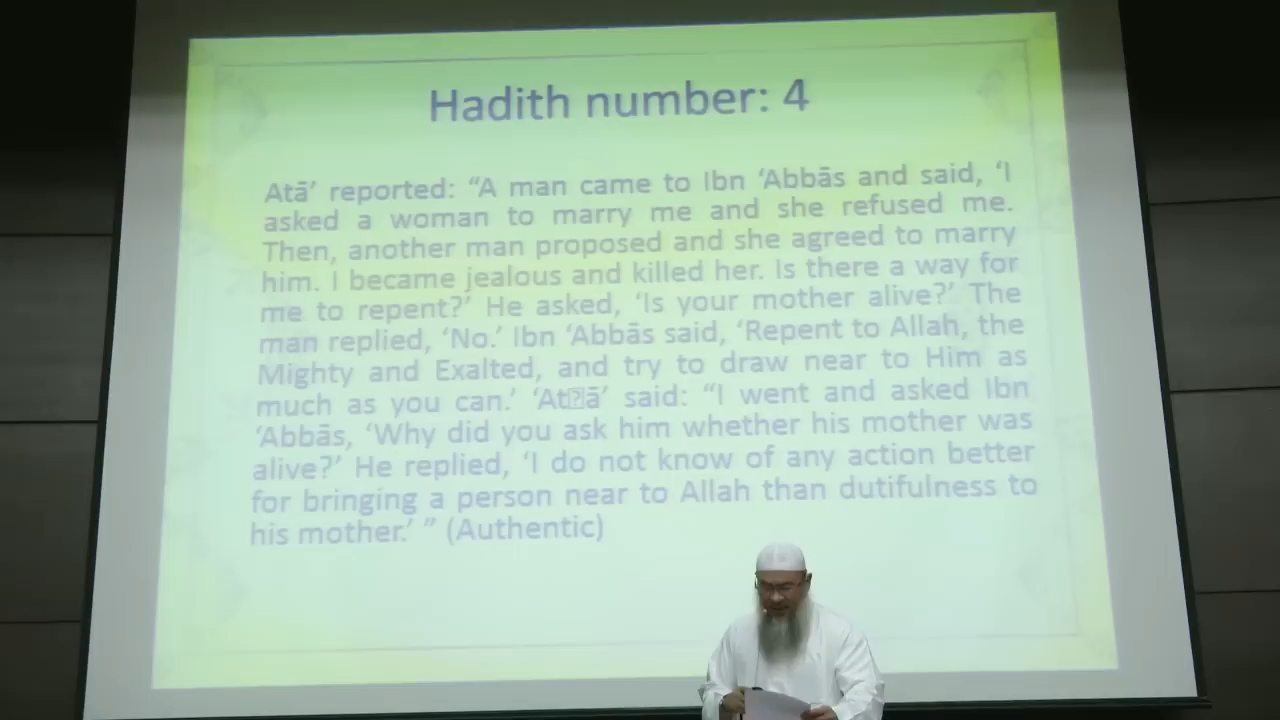 Hadith number: 4
Atā’ reported: “A man came to Ibn ‘Abbās and said, ‘I
asked a woman to marry me and she refused me.
Then, another man proposed and she agreed to marry
him. I became jealous and killed her. Is there a way for
me to repent?’ He asked, ‘Is your mother alive?’ The
man replied, ‘No.’ Ibn ‘Abbās said, ‘Repent to Allah, the
Mighty and Exalted, and try to draw near to Him as
much as you can.’ ‘At�ā’ said: “I went and asked Ibn
‘Abbās, ‘Why did you ask him whether his mother was
alive?’ He replied, ‘I do not know of any action better
for bringing a person near to Allah than dutifulness to
his mother.’ ” (Authentic)